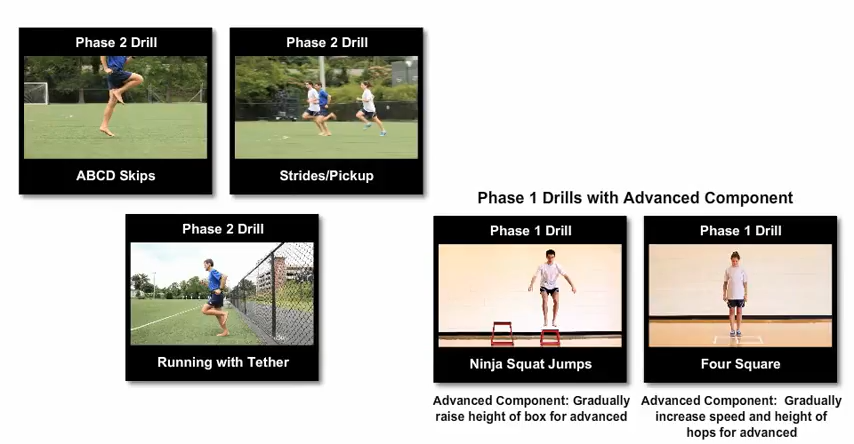 Phase 2 Drill
ABCD Skips
Phase 2 Drill
Strides/Pickup
Phase 2 Drill
Running with Tether
Phase 1 Drills with Advanced Component
Phase 1 Drill
Ninja Squat Jumps
Advanced Component: Gradually
raise height of box for advanced
Phase 1 Drill
Four Square
Advanced Component:  Gradually
increase speed and height of
hops for advanced